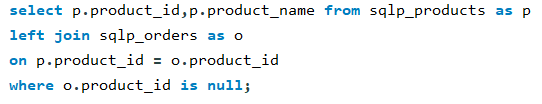 select p.product_id,p.product_name from sqlp_products as p
left join sqlp_orders as o
on p.product_id = o.product_id
where o.product_id is null;